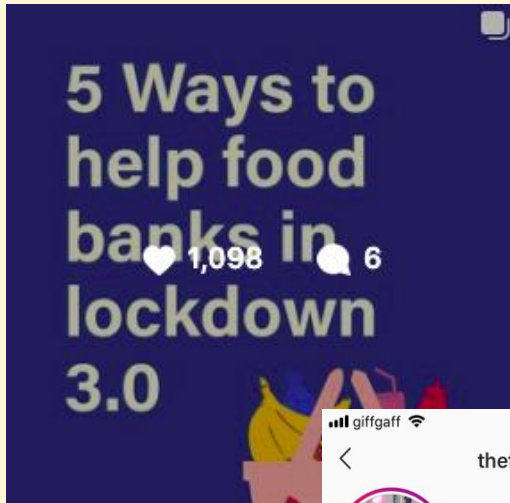 5 Ways to
help food
banks in
lockdown
3.0
1,098 6
giffgaff